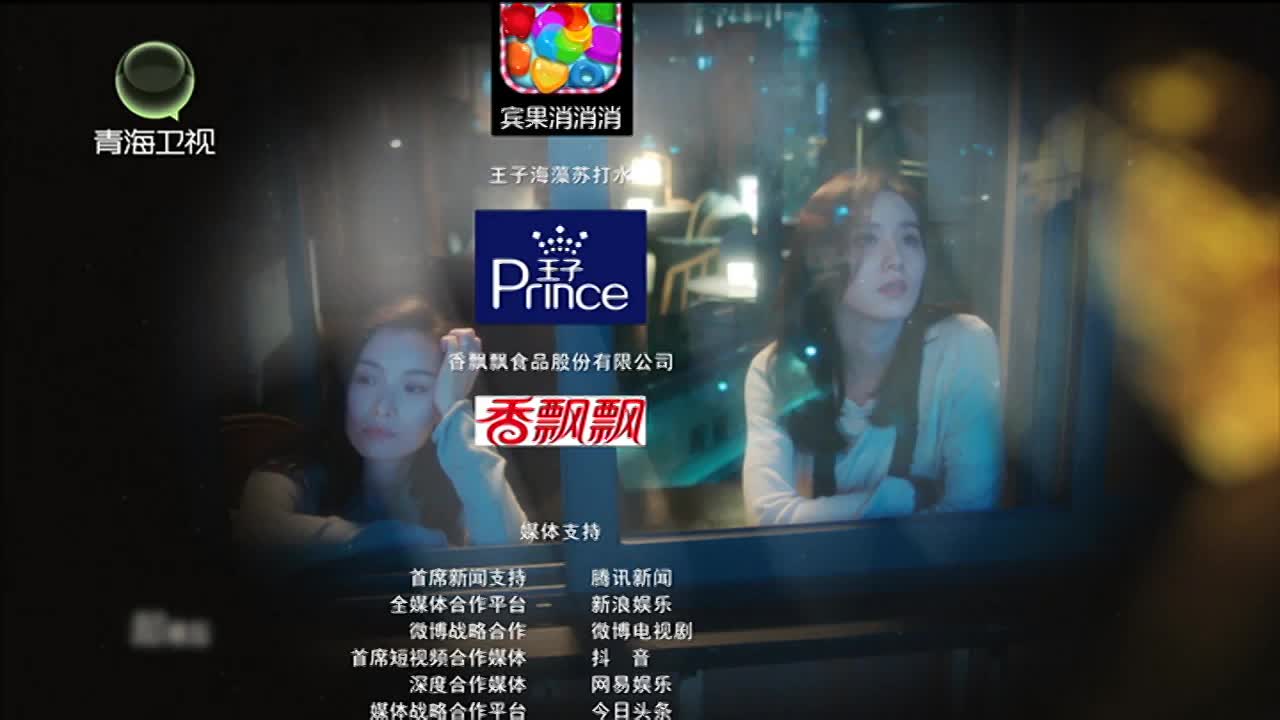 青海卫视
宾果消消消
王子海藻苏打水
王子
Prince
香飘飘食品股份有限公司
香飘飘
媒体支持
首席新闻支持 腾讯新闻
全媒体合作平台 新浪娱乐
微博战略合作 微博电视剧
首席短视频合作媒体 抖 音
深度合作媒体 网易娱乐
媒体战略合作平台 今日头条